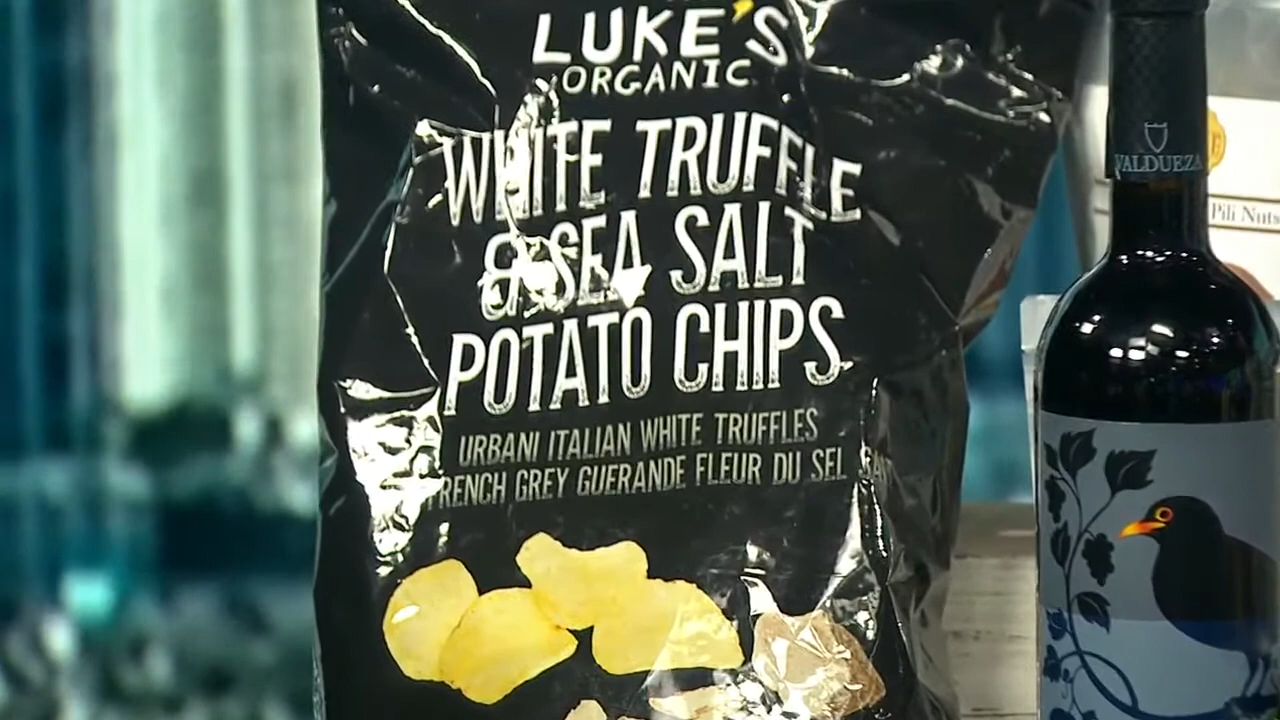 LUKE'S
ORGANIC
WHITE TRUFFLE
& SEA SALT
POTATO CHIPS
URBANI ITALIAN WHITE TRUFFLES
FRENCH GREY GUERANDE FLEUR DU SEL SALT
VALDUEZA
Pili Nuts